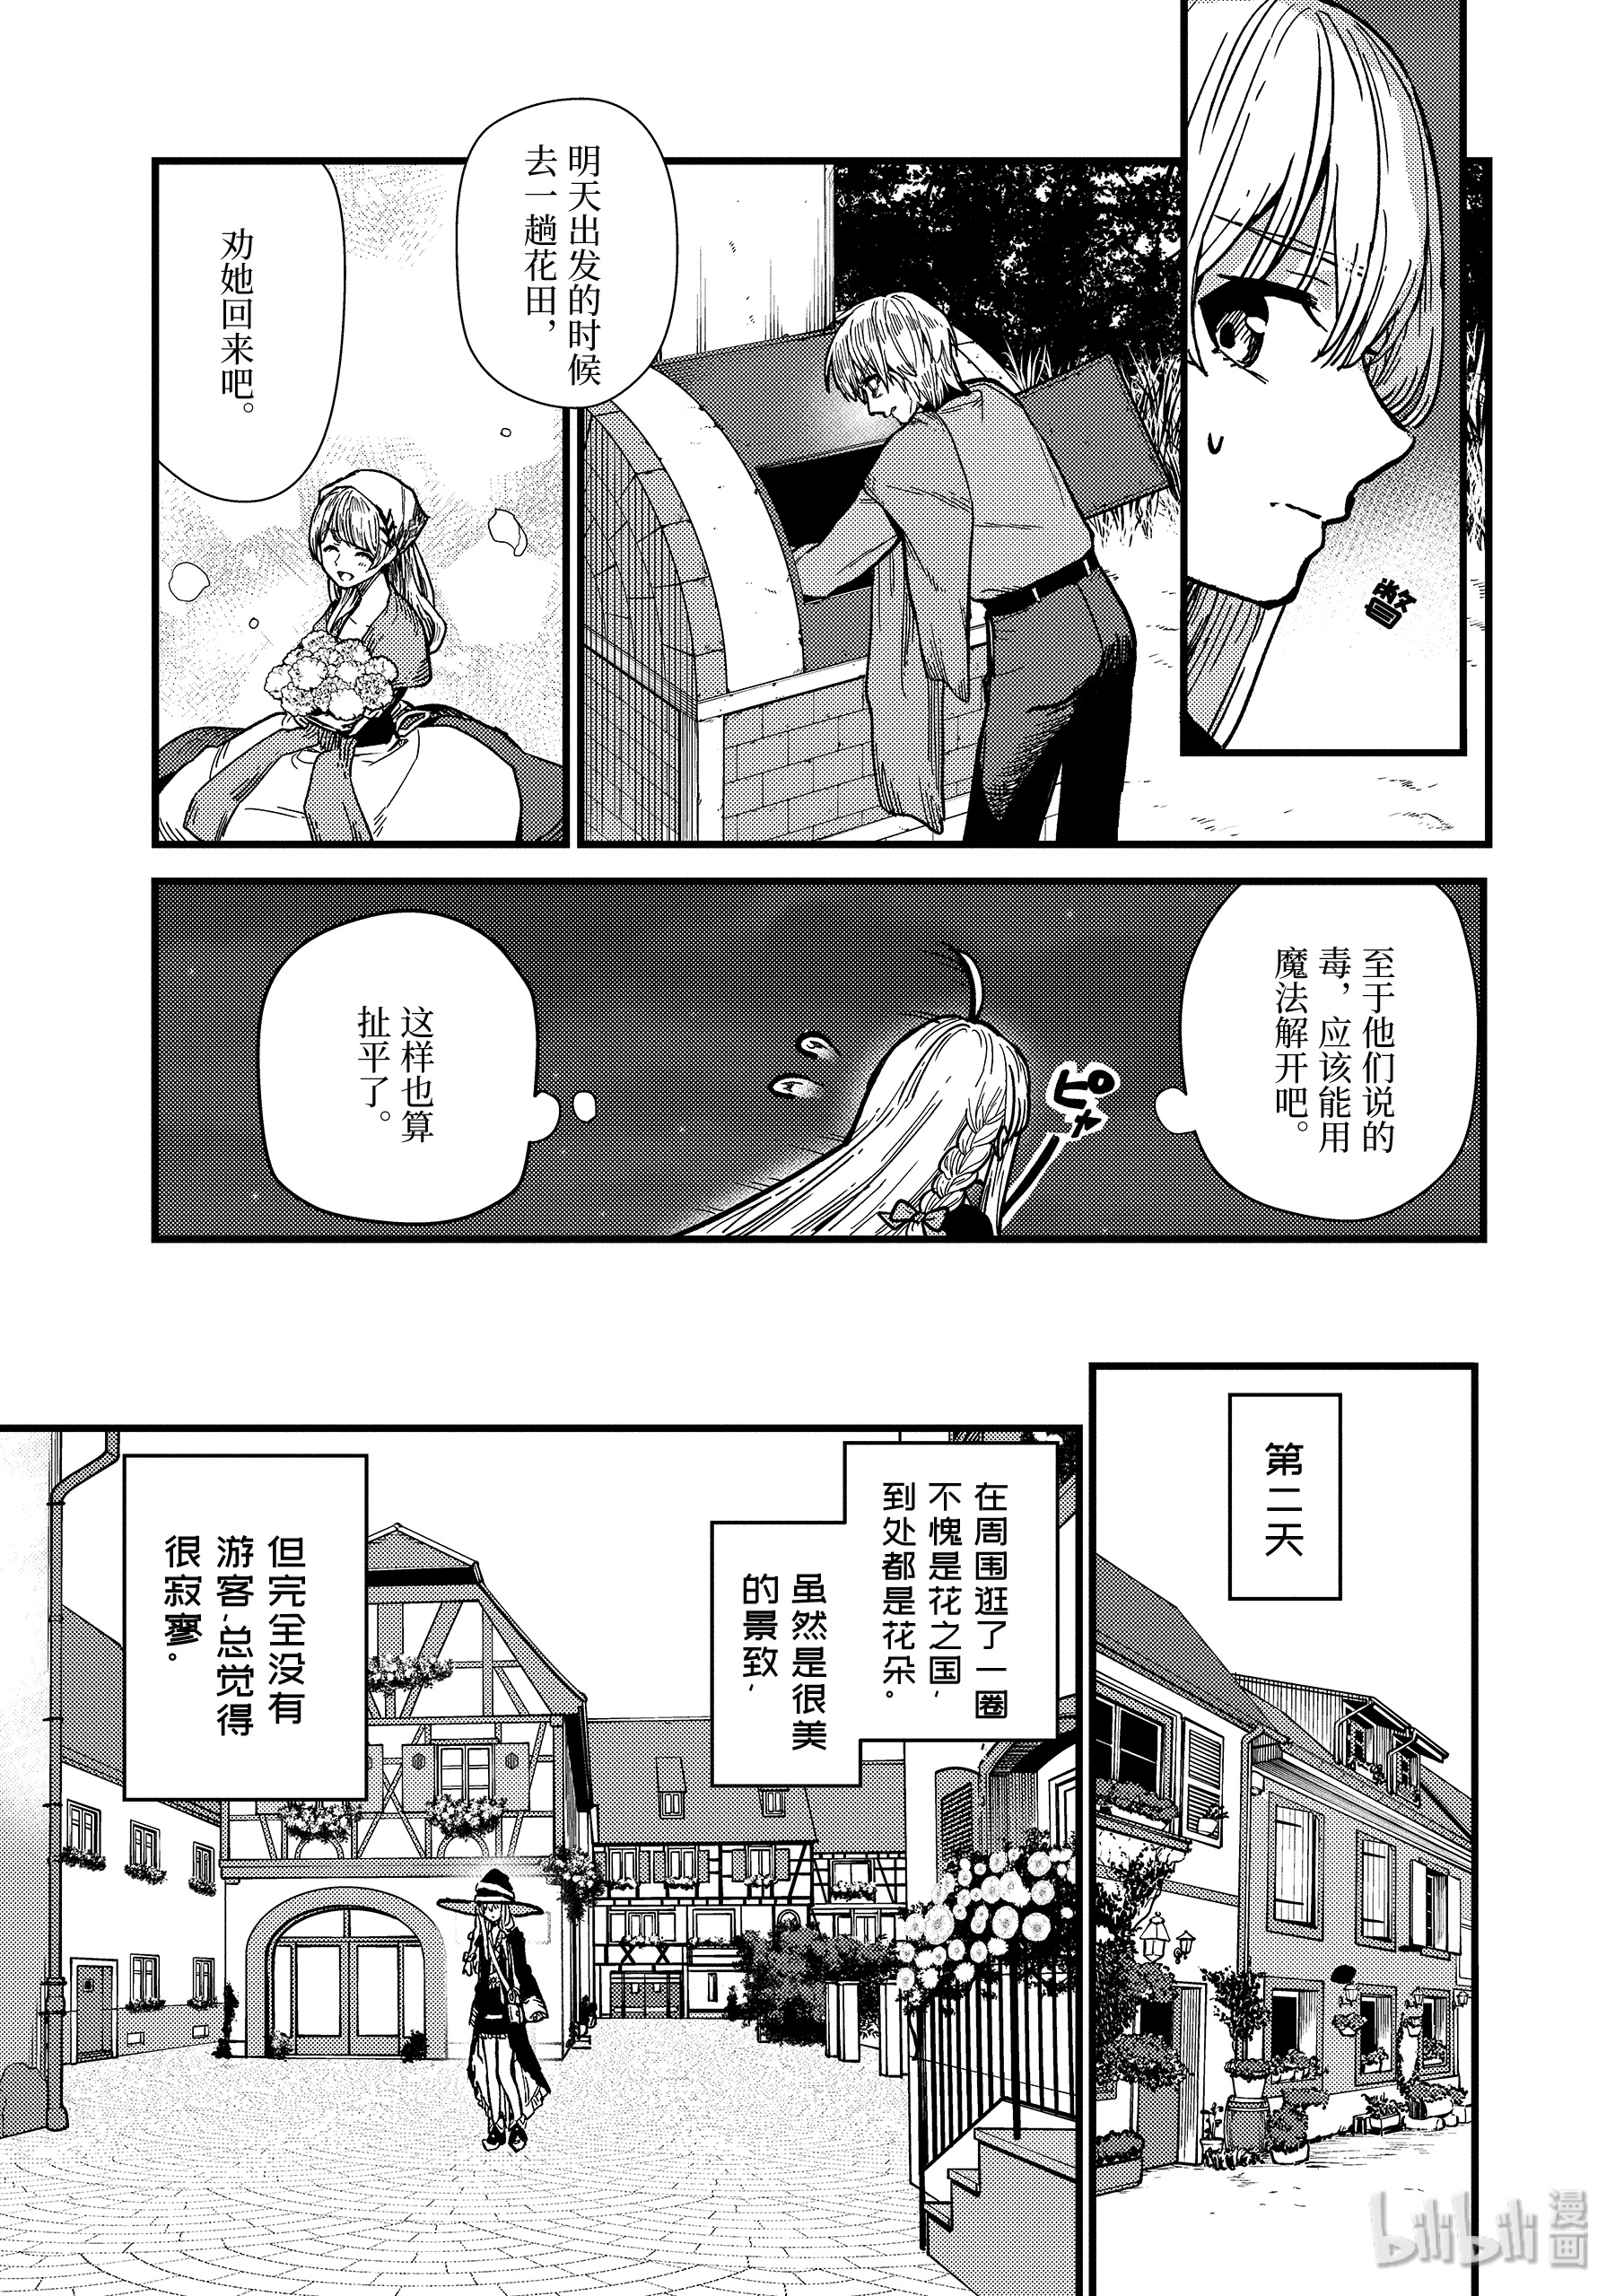 瞥
明天出发的时候
去一趟花田，
劝她回来吧。
至于他们说的
毒，应该能用
魔法解开吧。
ピャー
这样也算
扯平了。
第二天
在周围逛了一圈
不愧是花之国，
到处都是花朵。
虽然是很美
的景致，
但完全没有
游客，总觉得
很寂寥。
bilibili漫画